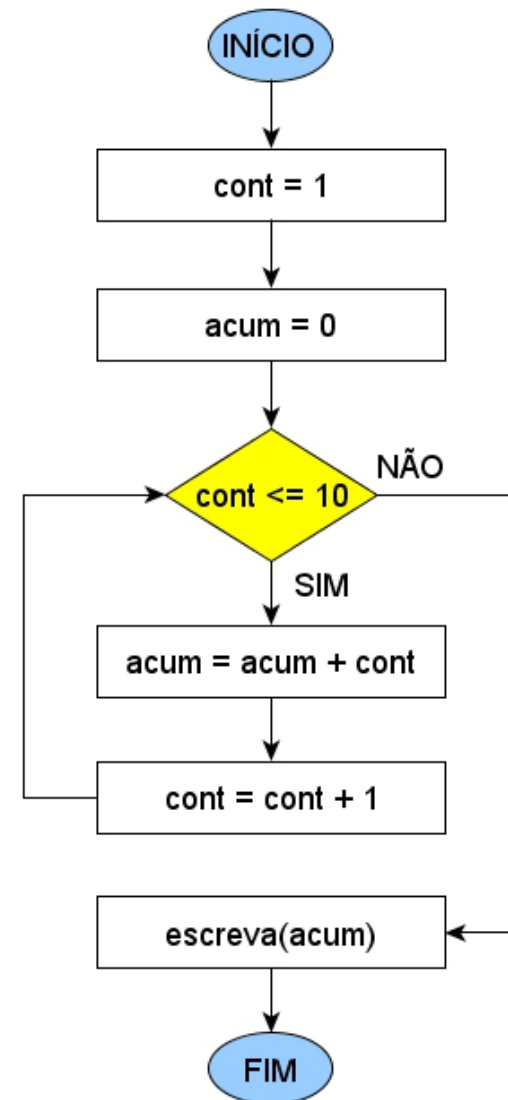 INÍCIO
cont = 1
acum = 0
cont <= 10
NÃO
SIM
acum = acum + cont
cont = cont + 1
escreva(acum)
FIM